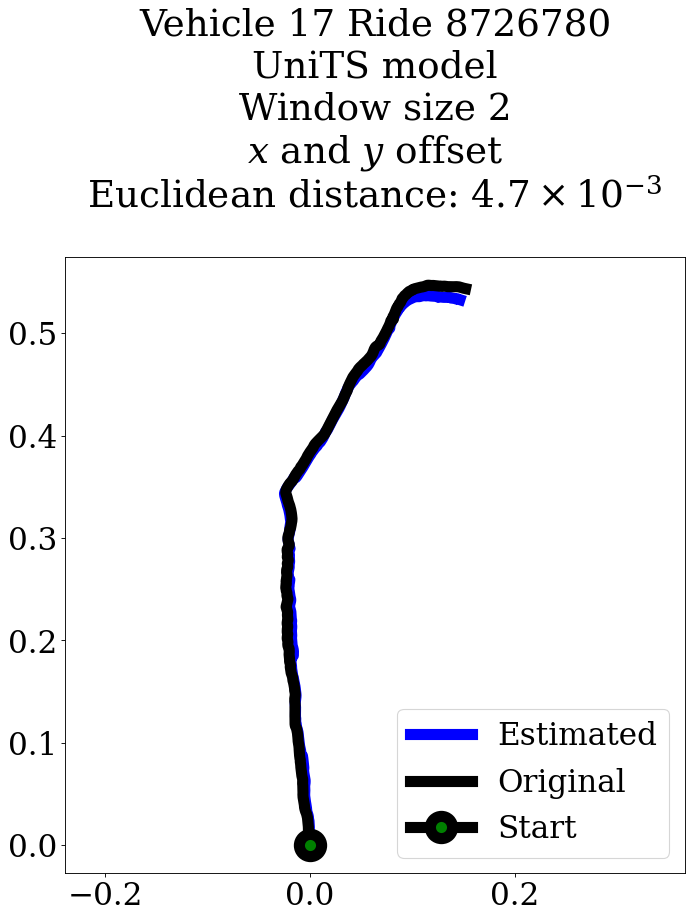 Vehicle 17 Ride 8726780
UniTS model
Window size 2
x and y offset
Euclidean distance: 4.7 × 10⁻³
0.5
0.4
0.3
0.2
0.1
0.0
−0.2 0.0 0.2
Estimated
Original
Start